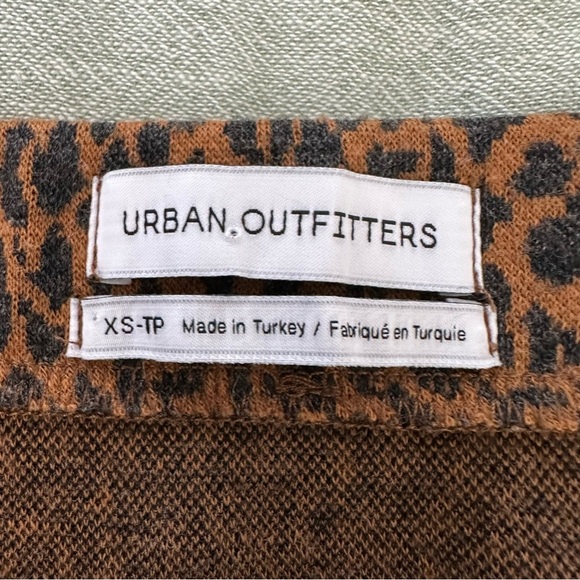 URBAN OUTFITTERS
XS-TP Made in Turkey / Fabriqué en Turquie